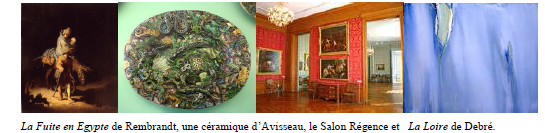 La Fuite en Egypte de Rembrandt, une céramique d’Avisseau, le Salon Régence et La Loire de Debré.